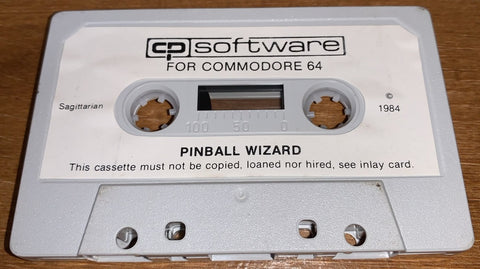 cp software
FOR COMMODORE 64
Sagittarian
©
1984
100 50 0
PINBALL WIZARD
This cassette must not be copied, loaned nor hired, see inlay card.